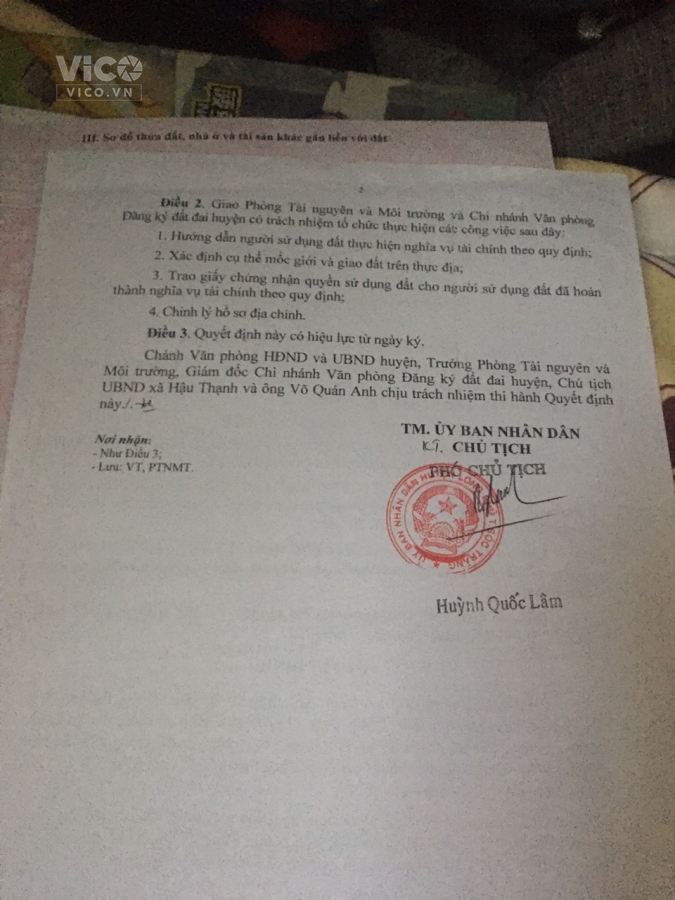 VICO
VICO.VN
III. Sơ đồ thửa đất, nhà ở và tài sản khác gắn liền với đất
2
Điều 2. Giao Phòng Tài nguyên và Môi trường và Chi nhánh Văn phòng
Đăng ký đất đai huyện có trách nhiệm tổ chức thực hiện các công việc sau đây:
1. Hướng dẫn người sử dụng đất thực hiện nghĩa vụ tài chính theo quy định;
2. Xác định cụ thể mốc giới và giao đất trên thực địa;
3. Trao giấy chứng nhận quyền sử dụng đất cho người sử dụng đất đã hoàn
thành nghĩa vụ tài chính theo quy định;
4. Chỉnh lý hồ sơ địa chính.
Điều 3. Quyết định này có hiệu lực từ ngày ký.
Chánh Văn phòng HĐND và UBND huyện, Trưởng Phòng Tài nguyên và
Môi trường, Giám đốc Chi nhánh Văn phòng Đăng ký đất đai huyện, Chủ tịch
UBND xã Hậu Thạnh và ông Võ Quán Anh chịu trách nhiệm thi hành Quyết định
này./.
TM. ỦY BAN NHÂN DÂN
KT. CHỦ TỊCH
PHÓ CHỦ TỊCH
Nơi nhận:
- Như Điều 3;
- Lưu: VT, PTNMT.
ỦY BAN NHÂN DÂN HUYỆN LONG
SÓC TRĂNG
Huỳnh Quốc Lâm